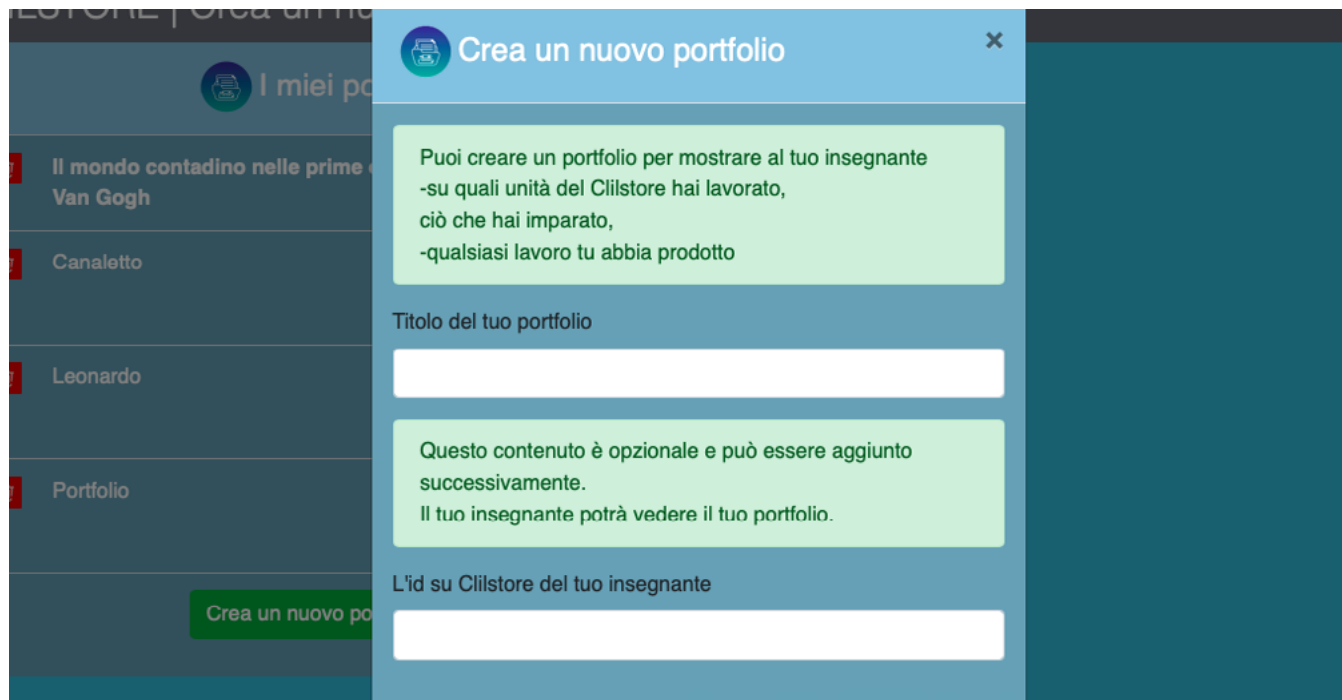 Crea un nuovo portfolio
×
I miei
Il mondo contadino nelle prime
Van Gogh
Canaletto
Leonardo
Portfolio
Crea un nuovo
Puoi creare un portfolio per mostrare al tuo insegnante
-su quali unità del Clilstore hai lavorato,
ciò che hai imparato,
-qualsiasi lavoro tu abbia prodotto
Titolo del tuo portfolio
Questo contenuto è opzionale e può essere aggiunto
successivamente.
Il tuo insegnante potrà vedere il tuo portfolio.
L'id su Clilstore del tuo insegnante